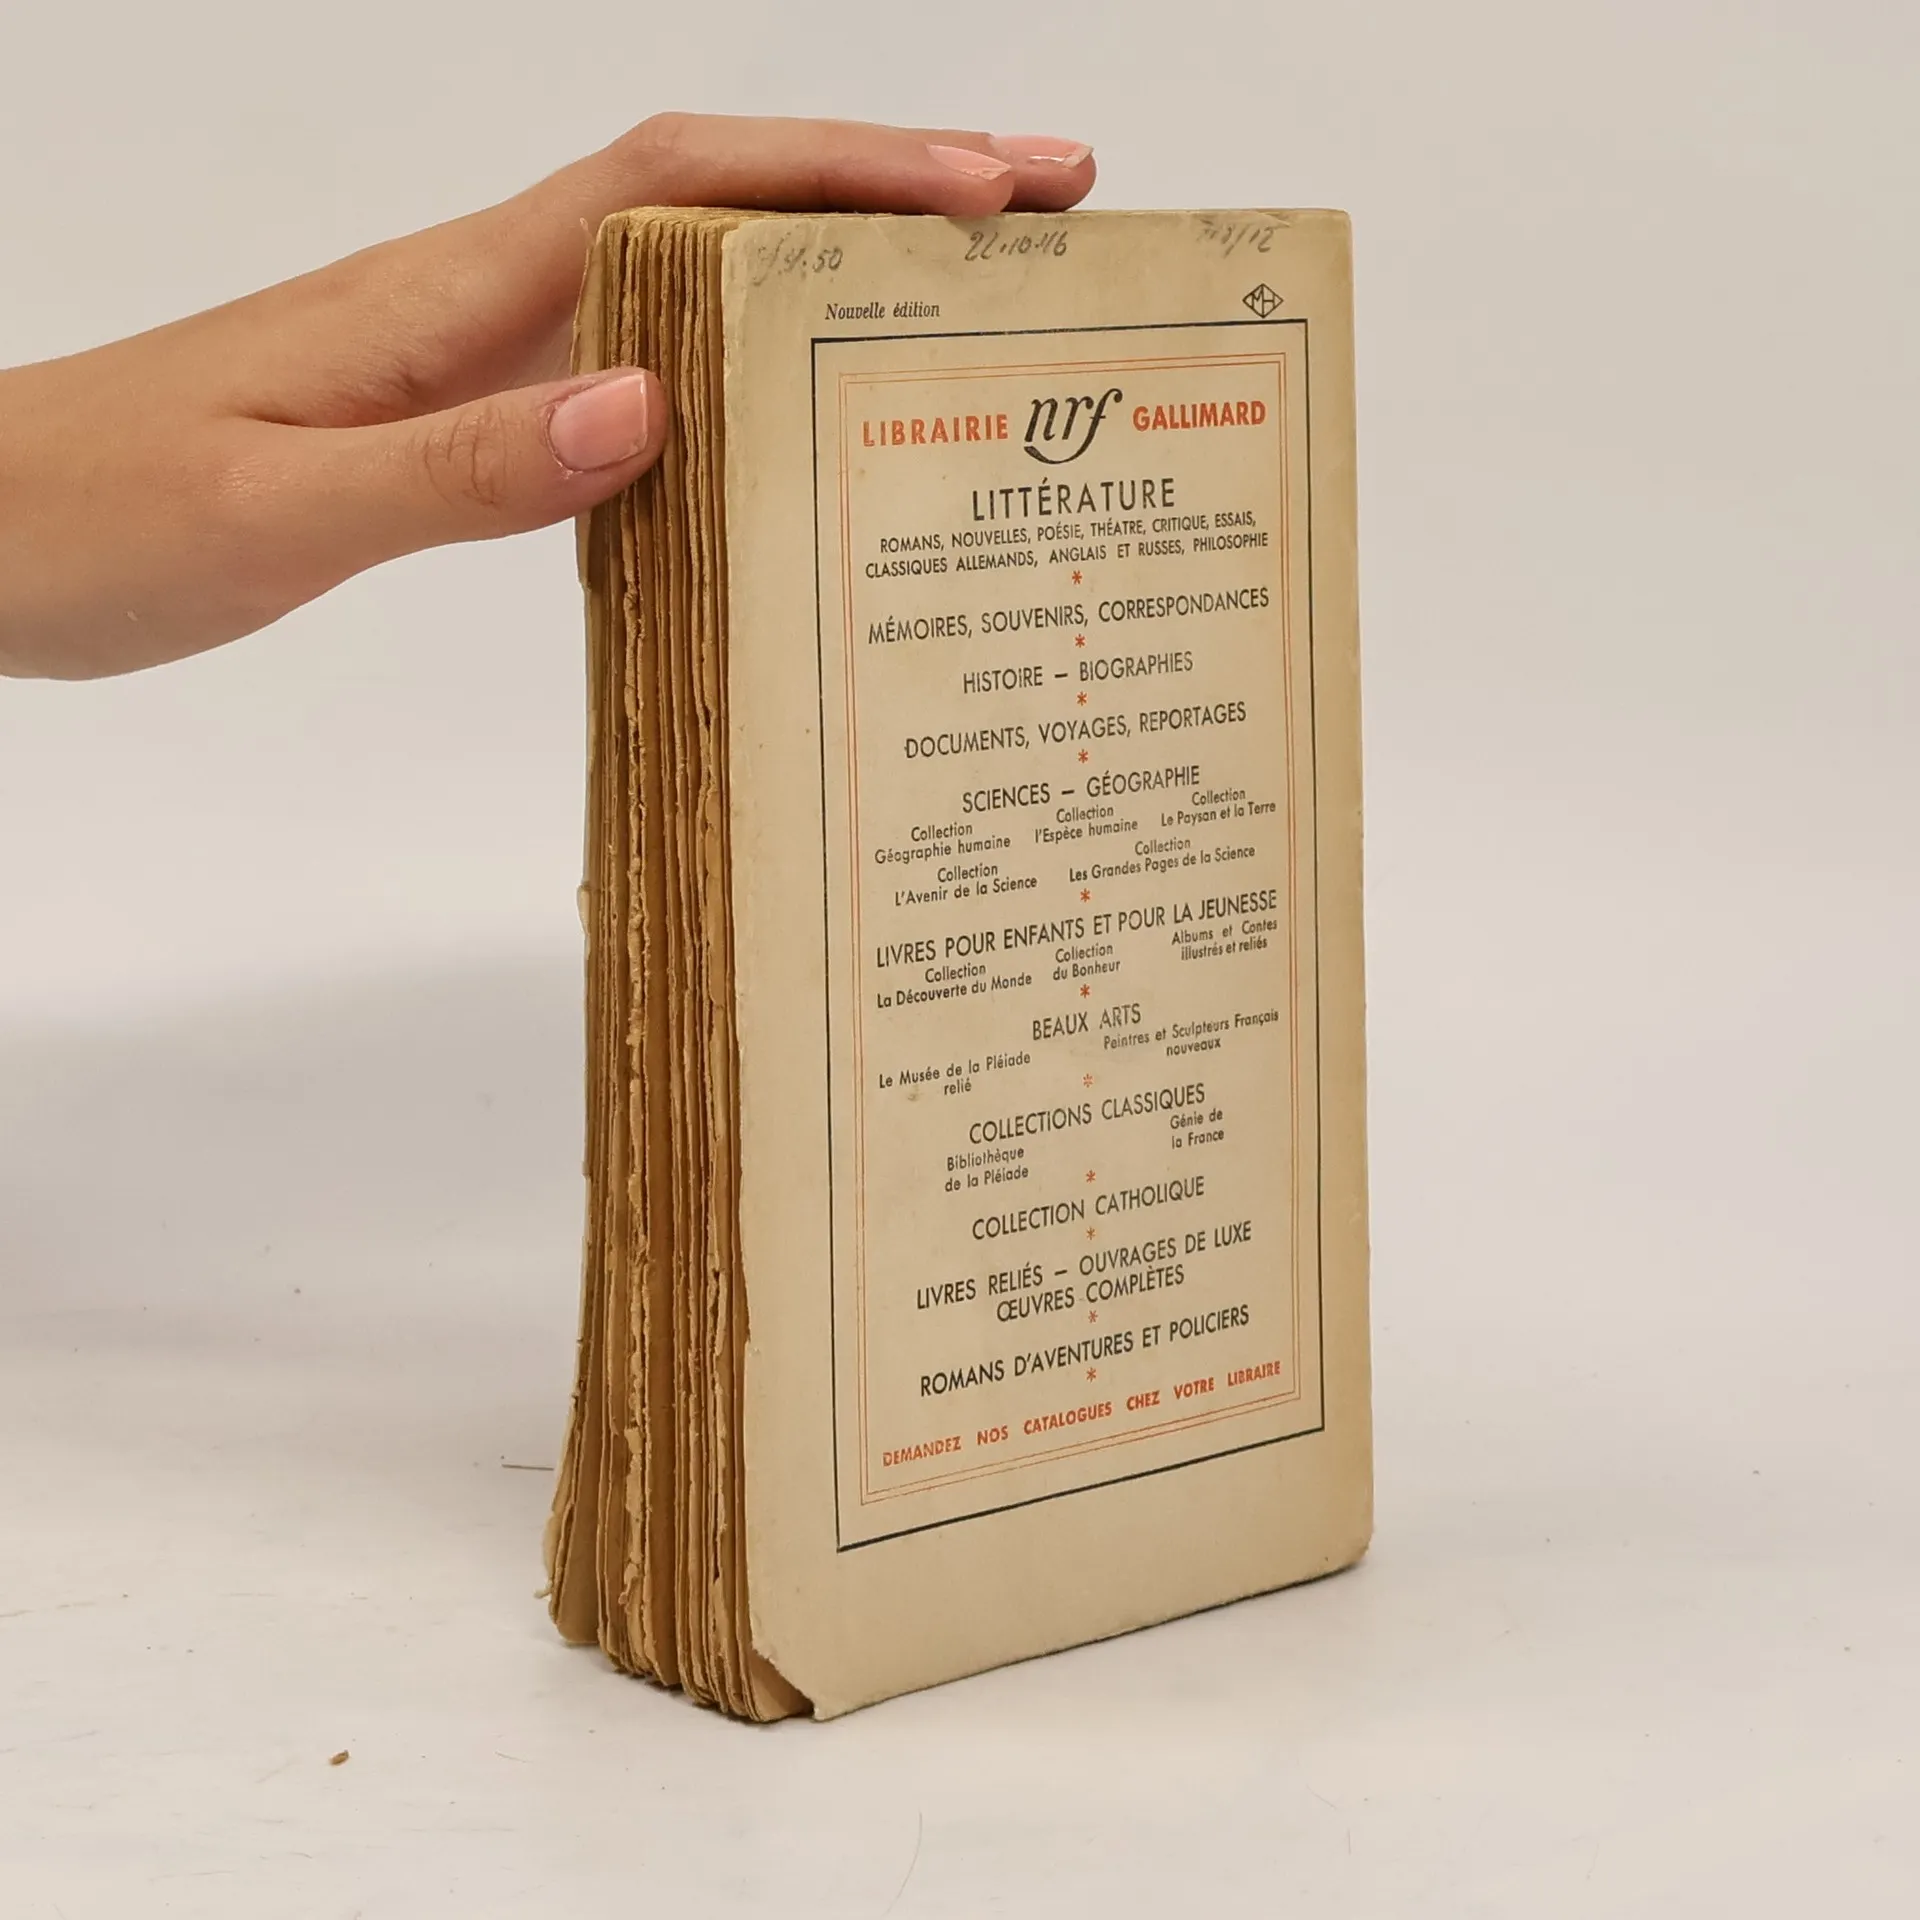 22.10.46
Nouvelle édition
MH
LIBRAIRIE nrf GALLIMARD
LITTÉRATURE
ROMANS, NOUVELLES, POÉSIE, THÉATRE, CRITIQUE, ESSAIS,
CLASSIQUES ALLEMANDS, ANGLAIS ET RUSSES, PHILOSOPHIE
*
MÉMOIRES, SOUVENIRS, CORRESPONDANCES
*
HISTOIRE – BIOGRAPHIES
*
DOCUMENTS, VOYAGES, REPORTAGES
*
SCIENCES – GÉOGRAPHIE
Collection Collection Collection
Géographie humaine l'Espèce humaine Le Paysan et la Terre
Collection Collection
L'Avenir de la Science Les Grandes Pages de la Science
*
LIVRES POUR ENFANTS ET POUR LA JEUNESSE
Collection Collection Albums et Contes
La Découverte du Monde du Bonheur illustrés et reliés
*
BEAUX ARTS
Le Musée de la Pléiade Peintres et Sculpteurs Français
relié nouveaux
*
COLLECTIONS CLASSIQUES
Bibliothèque Génie de
de la Pléiade la France
*
COLLECTION CATHOLIQUE
*
LIVRES RELIÉS – OUVRAGES DE LUXE
ŒUVRES COMPLÈTES
*
ROMANS D'AVENTURES ET POLICIERS
*
DEMANDEZ NOS CATALOGUES CHEZ VOTRE LIBRAIRE